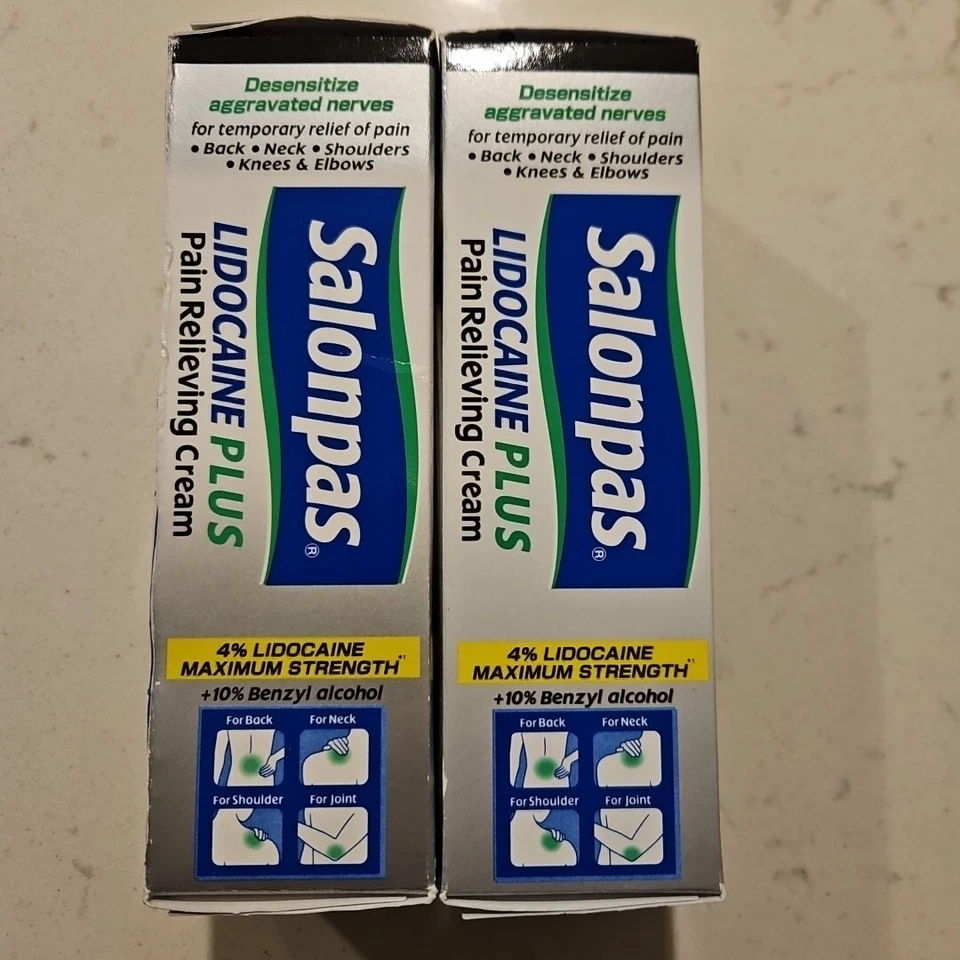 Desensitize
aggravated nerves
for temporary relief of pain
• Back • Neck • Shoulders
• Knees & Elbows
Salonpas®
LIDOCAINE PLUS
Pain Relieving Cream
4% LIDOCAINE
MAXIMUM STRENGTH*1
+10% Benzyl alcohol
For Back For Neck
For Shoulder For Joint
Desensitize
aggravated nerves
for temporary relief of pain
• Back • Neck • Shoulders
• Knees & Elbows
Salonpas®
LIDOCAINE PLUS
Pain Relieving Cream
4% LIDOCAINE
MAXIMUM STRENGTH*1
+10% Benzyl alcohol
For Back For Neck
For Shoulder For Joint